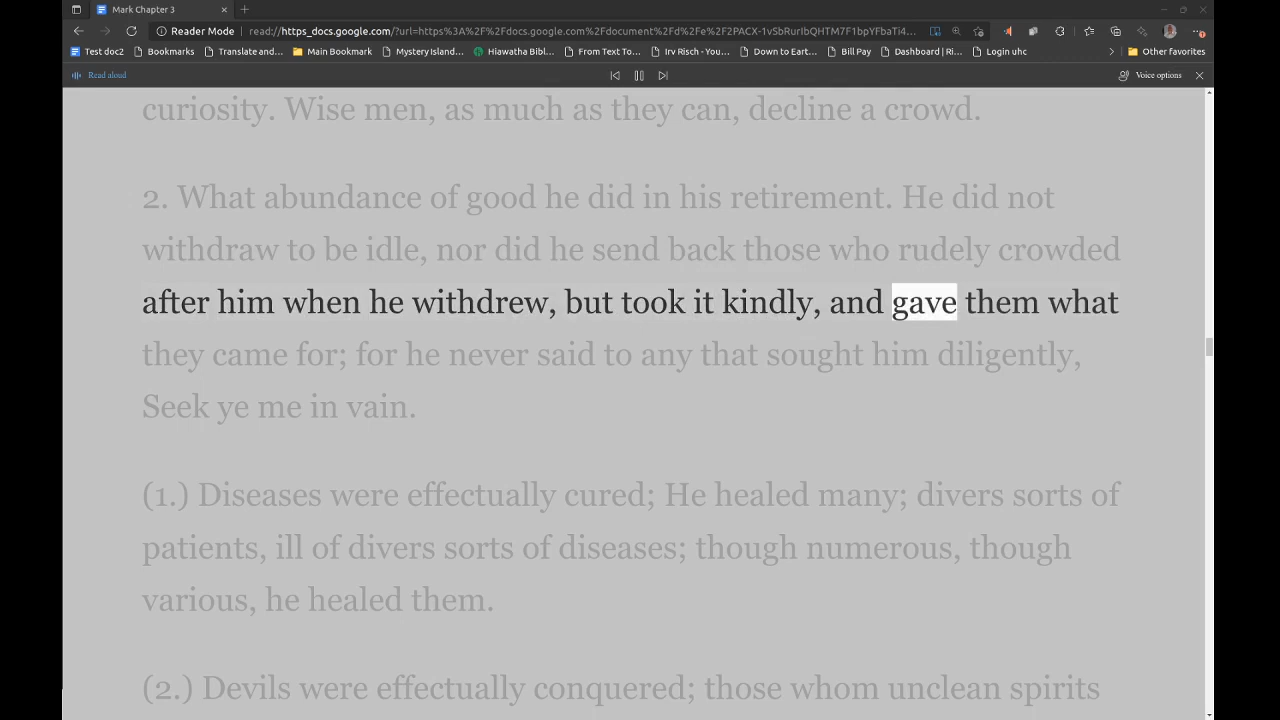 Mark Chapter 3
Reader Mode
read://https_docs.google.com/?url=https%3A%2F%2Fdocs.google.com%2Fdocument%2Fd%2Fe%2F2PACX-1vSbRurIbQHTM7F1bpYFbaTi4...
Test doc2
Bookmarks
Translate and...
Main Bookmark
Mystery Island...
Hiawatha Bibl...
From Text To...
Irv Risch - You...
Down to Eart...
Bill Pay
Dashboard | Ri...
Login uhc
Other favorites
Read aloud
Voice options
curiosity. Wise men, as much as they can, decline a crowd.
2. What abundance of good he did in his retirement. He did not
withdraw to be idle, nor did he send back those who rudely crowded
after him when he withdrew, but took it kindly, and gave them what
they came for; for he never said to any that sought him diligently,
Seek ye me in vain.
(1.) Diseases were effectually cured; He healed many; divers sorts of
patients, ill of divers sorts of diseases; though numerous, though
various, he healed them.
(2.) Devils were effectually conquered; those whom unclean spirits